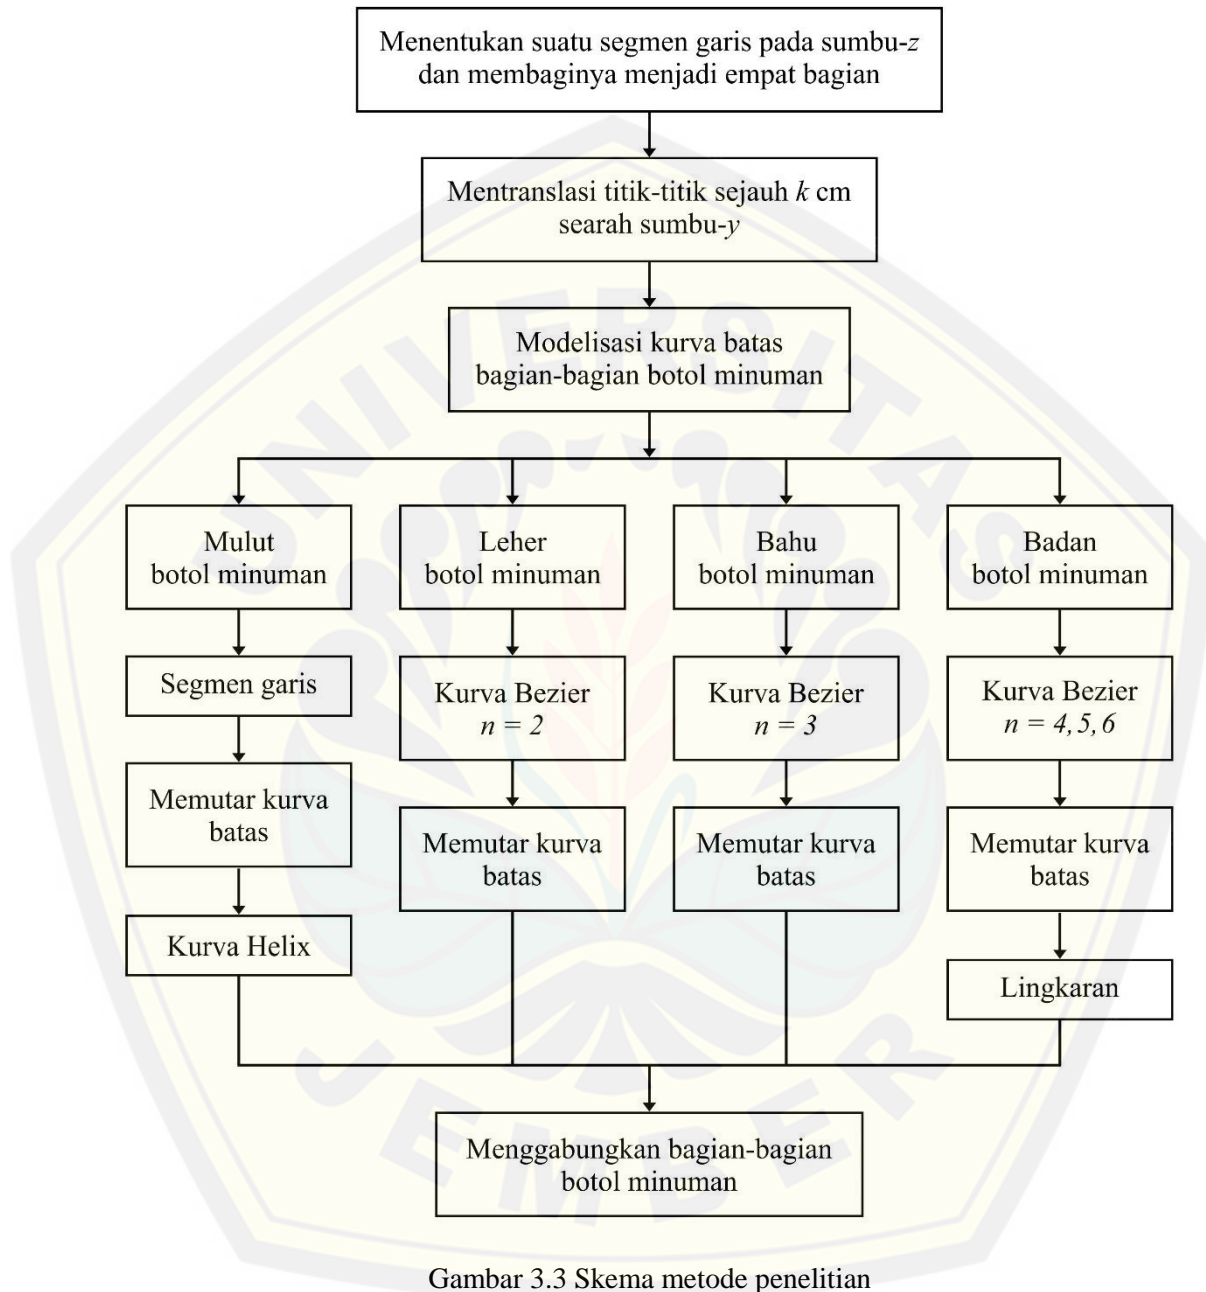 Menentukan suatu segmen garis pada sumbu-z
dan membaginya menjadi empat bagian
Mentranslasi titik-titik sejauh k cm
searah sumbu-y
Modelisasi kurva batas
bagian-bagian botol minuman
Mulut
botol minuman
Leher
botol minuman
Bahu
botol minuman
Badan
botol minuman
Segmen garis
Kurva Bezier
n = 2
Kurva Bezier
n = 3
Kurva Bezier
n = 4, 5, 6
Memutar kurva
batas
Memutar kurva
batas
Memutar kurva
batas
Memutar kurva
batas
Kurva Helix
Lingkaran
Menggabungkan bagian-bagian
botol minuman
Gambar 3.3 Skema metode penelitian
UNIVERSITAS
JEMBER